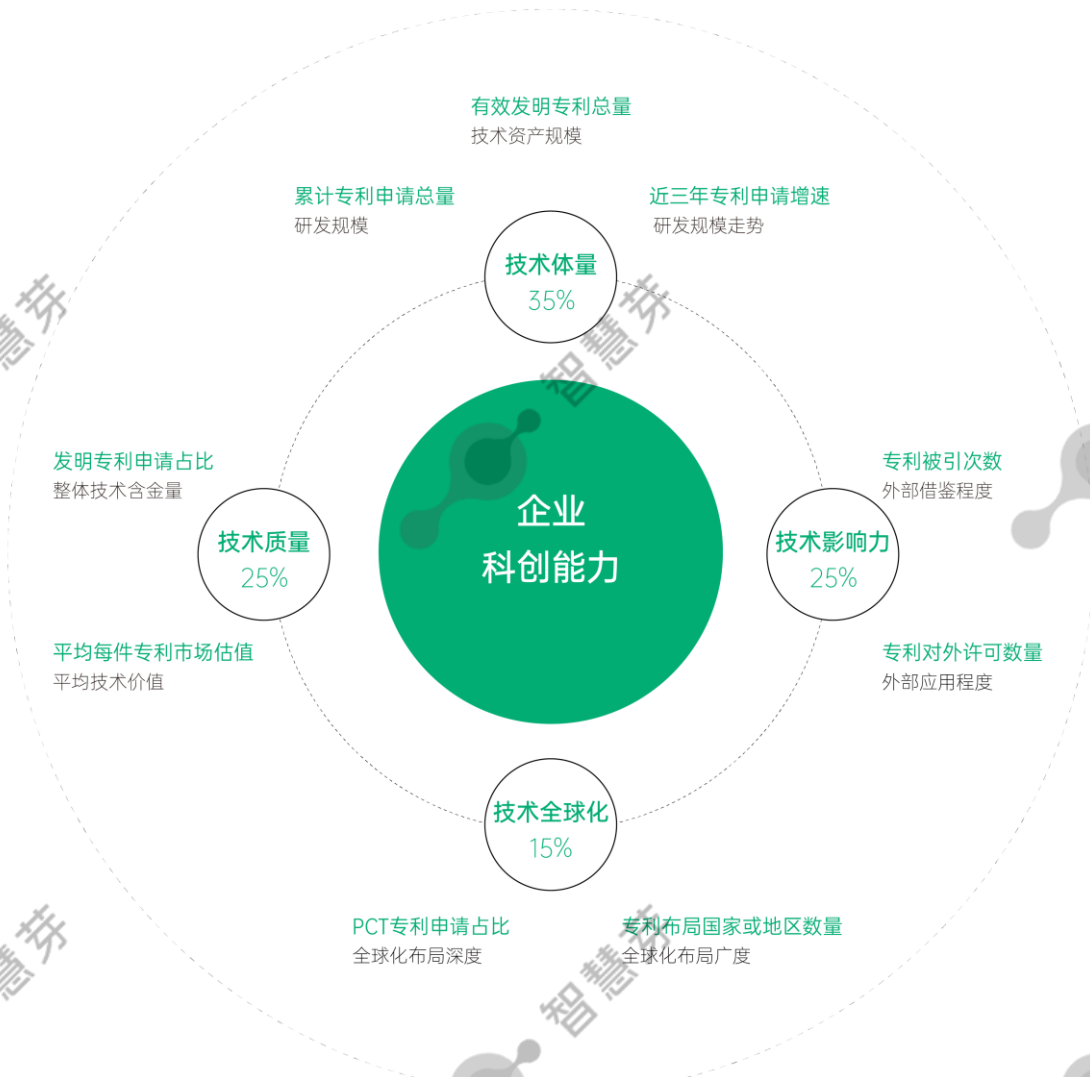 有效发明专利总量
技术资产规模
累计专利申请总量
研发规模
近三年专利申请增速
研发规模走势
技术体量
35%
智慧芽
慧芽
企业
科创能力
发明专利申请占比
整体技术含金量
技术质量
25%
平均每件专利市场估值
平均技术价值
专利被引次数
外部借鉴程度
技术影响力
25%
专利对外许可数量
外部应用程度
技术全球化
15%
PCT专利申请占比
全球化布局深度
专利布局国家或地区数量
全球化布局广度
慧芽
智慧芽